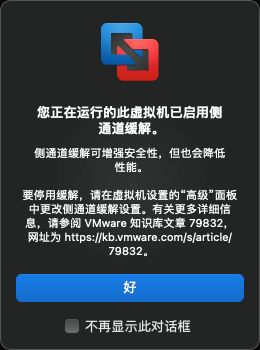 您正在运行的此虚拟机已启用侧
通道缓解。
侧通道缓解可增强安全性，但也会降低
性能。
要停用缓解，请在虚拟机设置的“高级”面板
中更改侧通道缓解设置。有关更多详细信
息，请参阅 VMware 知识库文章 79832，
网址为 https://kb.vmware.com/s/article/
79832。
好
不再显示此对话框